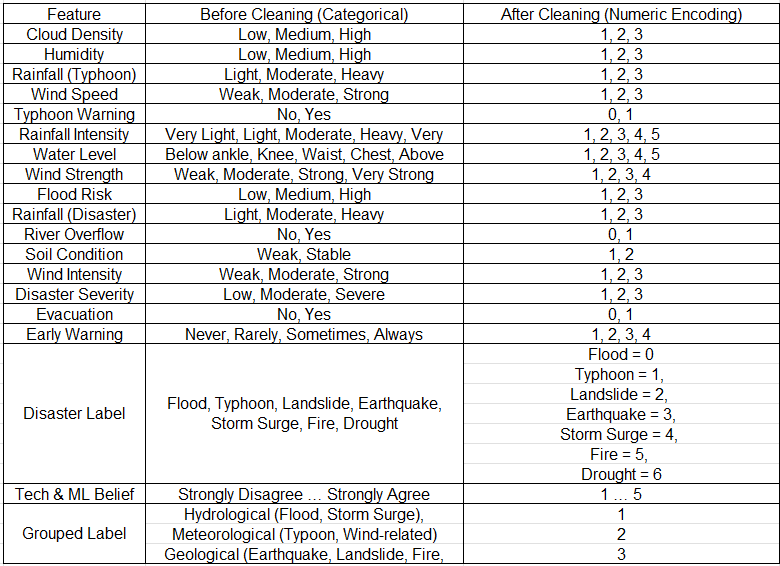 Feature Before Cleaning (Categorical) After Cleaning (Numeric Encoding)
Cloud Density Low, Medium, High 1, 2, 3
Humidity Low, Medium, High 1, 2, 3
Rainfall (Typhoon) Light, Moderate, Heavy 1, 2, 3
Wind Speed Weak, Moderate, Strong 1, 2, 3
Typhoon Warning No, Yes 0, 1
Rainfall Intensity Very Light, Light, Moderate, Heavy, Very 1, 2, 3, 4, 5
Water Level Below ankle, Knee, Waist, Chest, Above 1, 2, 3, 4, 5
Wind Strength Weak, Moderate, Strong, Very Strong 1, 2, 3, 4
Flood Risk Low, Medium, High 1, 2, 3
Rainfall (Disaster) Light, Moderate, Heavy 1, 2, 3
River Overflow No, Yes 0, 1
Soil Condition Weak, Stable 1, 2
Wind Intensity Weak, Moderate, Strong 1, 2, 3
Disaster Severity Low, Moderate, Severe 1, 2, 3
Evacuation No, Yes 0, 1
Early Warning Never, Rarely, Sometimes, Always 1, 2, 3, 4
Disaster Label
Flood, Typhoon, Landslide, Earthquake,
Storm Surge, Fire, Drought
Flood = 0
Typhoon = 1,
Landslide = 2,
Earthquake = 3,
Storm Surge = 4,
Fire = 5,
Drought = 6
Tech & ML Belief Strongly Disagree … Strongly Agree 1 … 5
Grouped Label
Hydrological (Flood, Storm Surge), 1
Meteorological (Typoon, Wind-related) 2
Geological (Earthquake, Landslide, Fire, 3